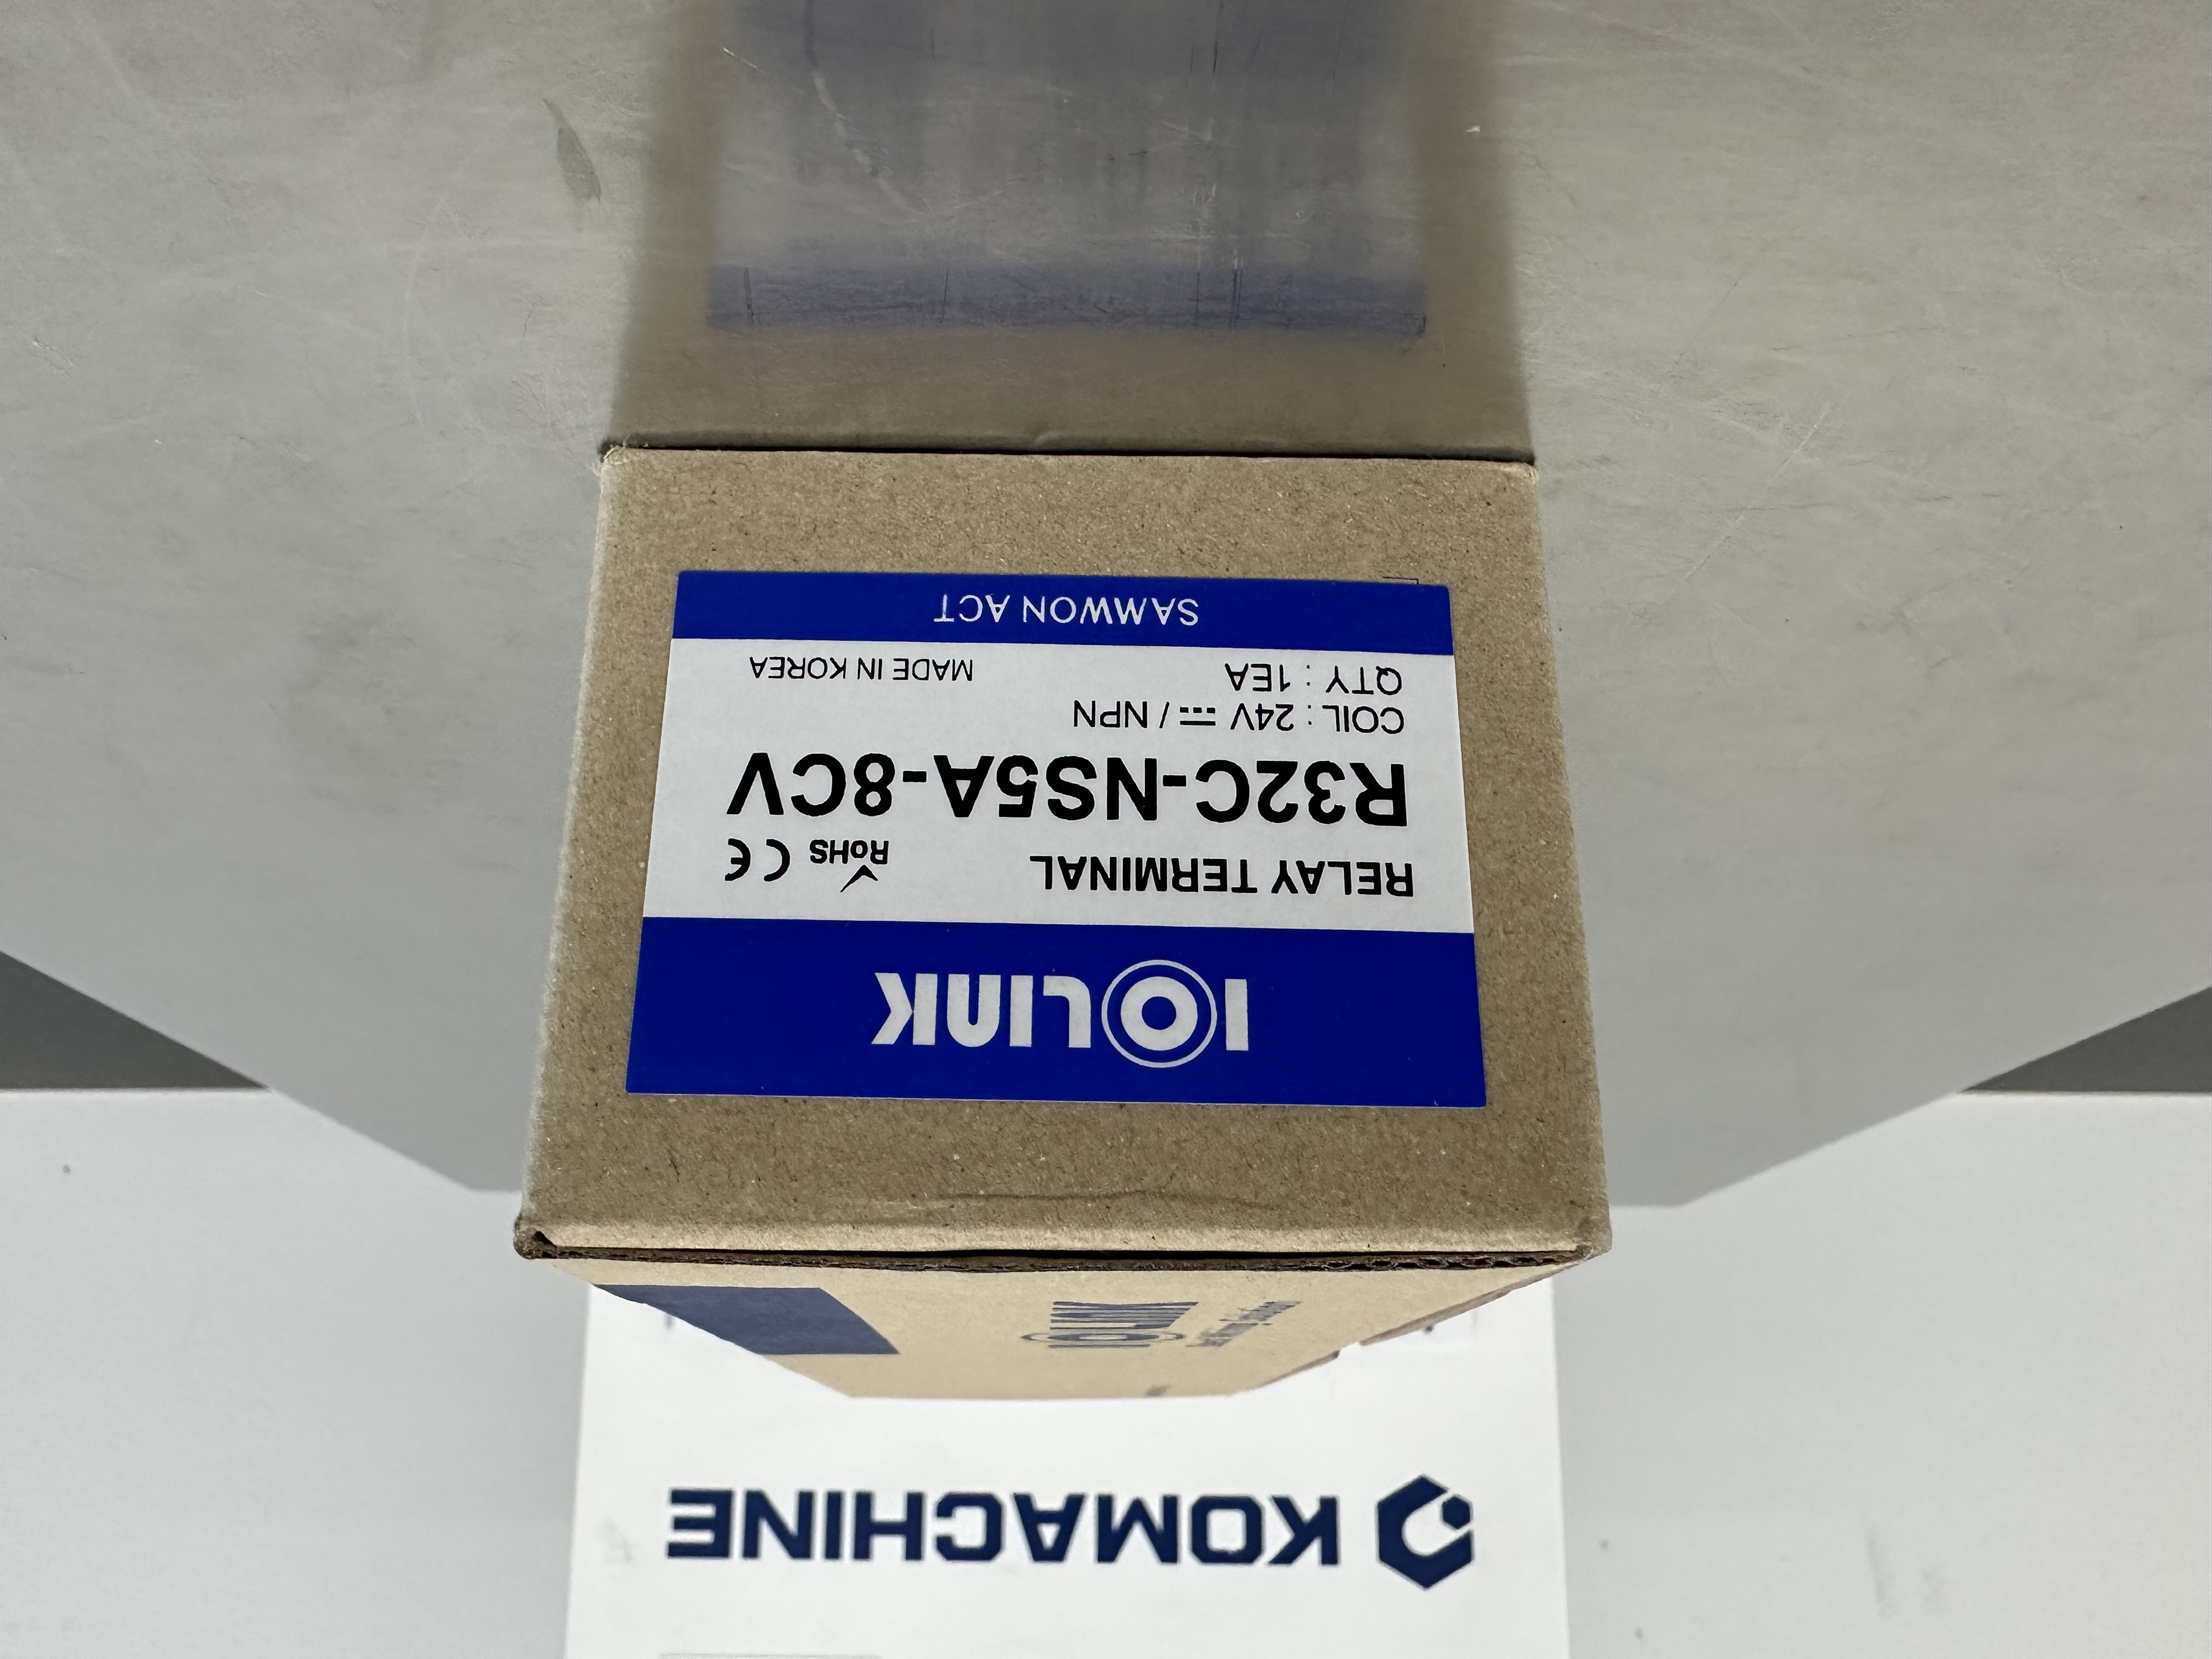 IOLINK
RELAY TERMINAL RoHS CE
R32C-NS5A-8CV
COIL : 24V ⎓ / NPN
QTY : 1EA MADE IN KOREA
SAMWON ACT
IOLINK
KOMACHINE